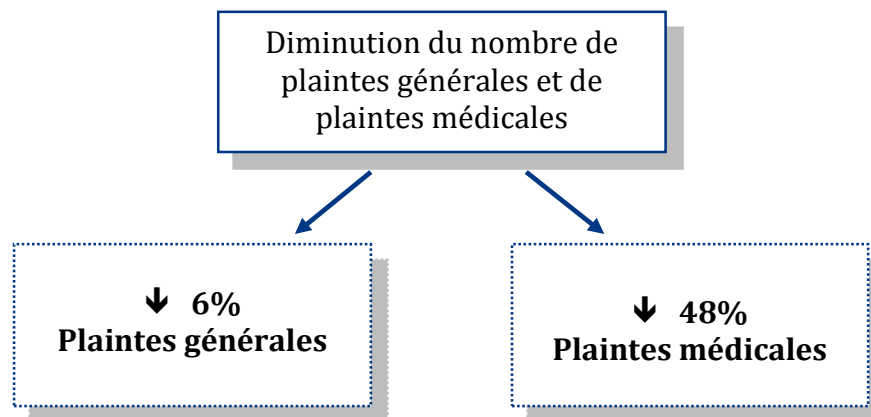 Diminution du nombre de
plaintes générales et de
plaintes médicales
🡻 6%
Plaintes générales
🡻 48%
Plaintes médicales